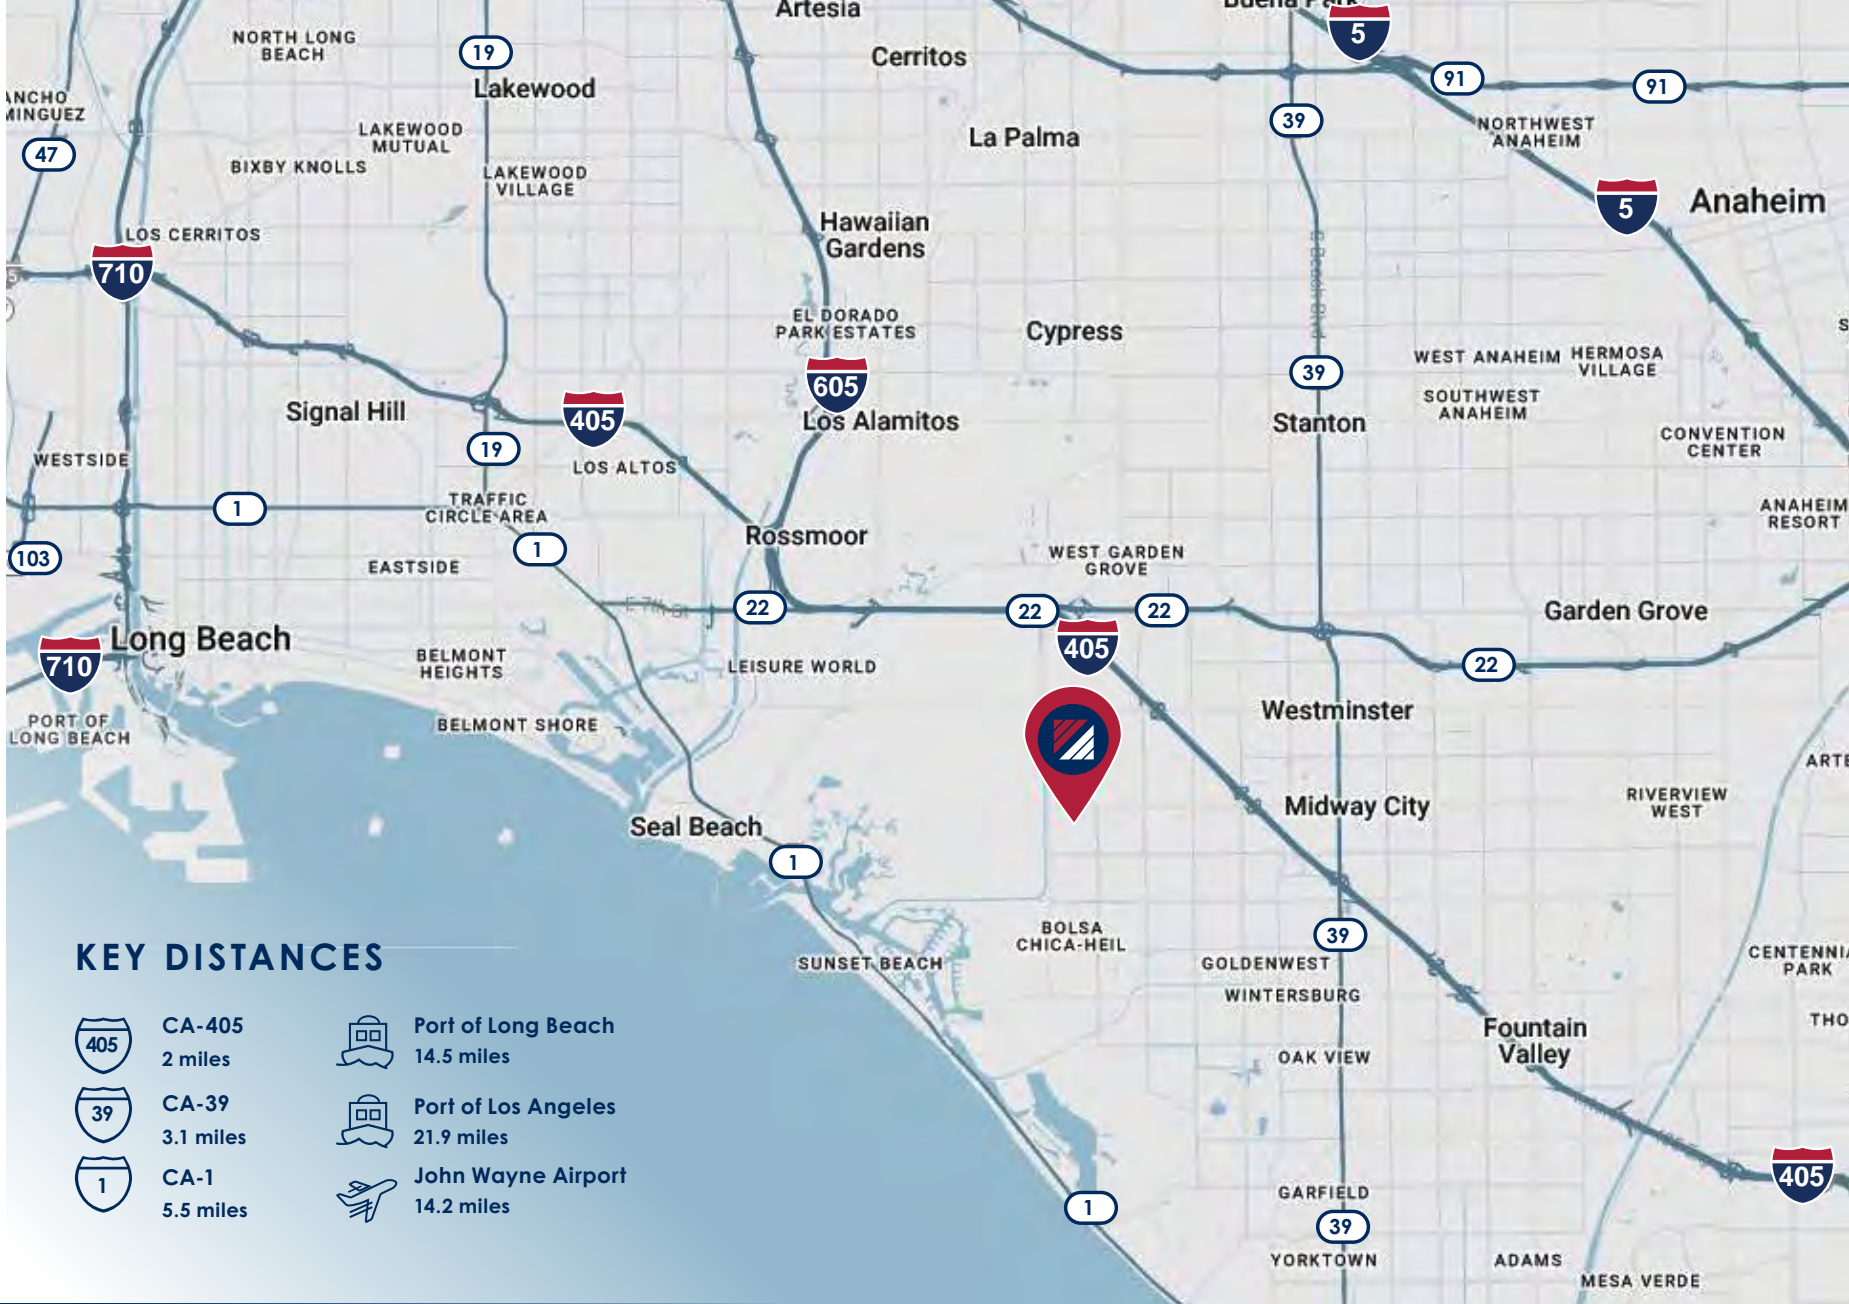 Artesia
Buena Park
5
NORTH LONG
BEACH
19
Cerritos
Lakewood
91
91
39
LAKEWOOD
MUTUAL
La Palma
NORTHWEST
ANAHEIM
47
BIXBY KNOLLS
LAKEWOOD
VILLAGE
5
Anaheim
LOS CERRITOS
Hawaiian
Gardens
710
EL DORADO
PARK ESTATES
Cypress
S Beach Blvd
WEST ANAHEIM
HERMOSA
VILLAGE
605
39
Signal Hill
405
Los Alamitos
Stanton
SOUTHWEST
ANAHEIM
CONVENTION
CENTER
19
WESTSIDE
LOS ALTOS
1
TRAFFIC
CIRCLE AREA
ANAHEIM
RESORT
103
1
Rossmoor
EASTSIDE
WEST GARDEN
GROVE
E 7th St
22
22
22
Garden Grove
710
Long Beach
405
22
BELMONT
HEIGHTS
LEISURE WORLD
PORT OF
LONG BEACH
BELMONT SHORE
Westminster
ARTE
Midway City
RIVERVIEW
WEST
Seal Beach
1
BOLSA
CHICA-HEIL
39
SUNSET BEACH
GOLDENWEST
CENTENNIA
PARK
WINTERSBURG
Fountain
Valley
THO
OAK VIEW
405
GARFIELD
1
39
YORKTOWN
ADAMS
MESA VERDE
KEY DISTANCES
405
CA-405
2 miles
39
CA-39
3.1 miles
1
CA-1
5.5 miles
Port of Long Beach
14.5 miles
Port of Los Angeles
21.9 miles
John Wayne Airport
14.2 miles